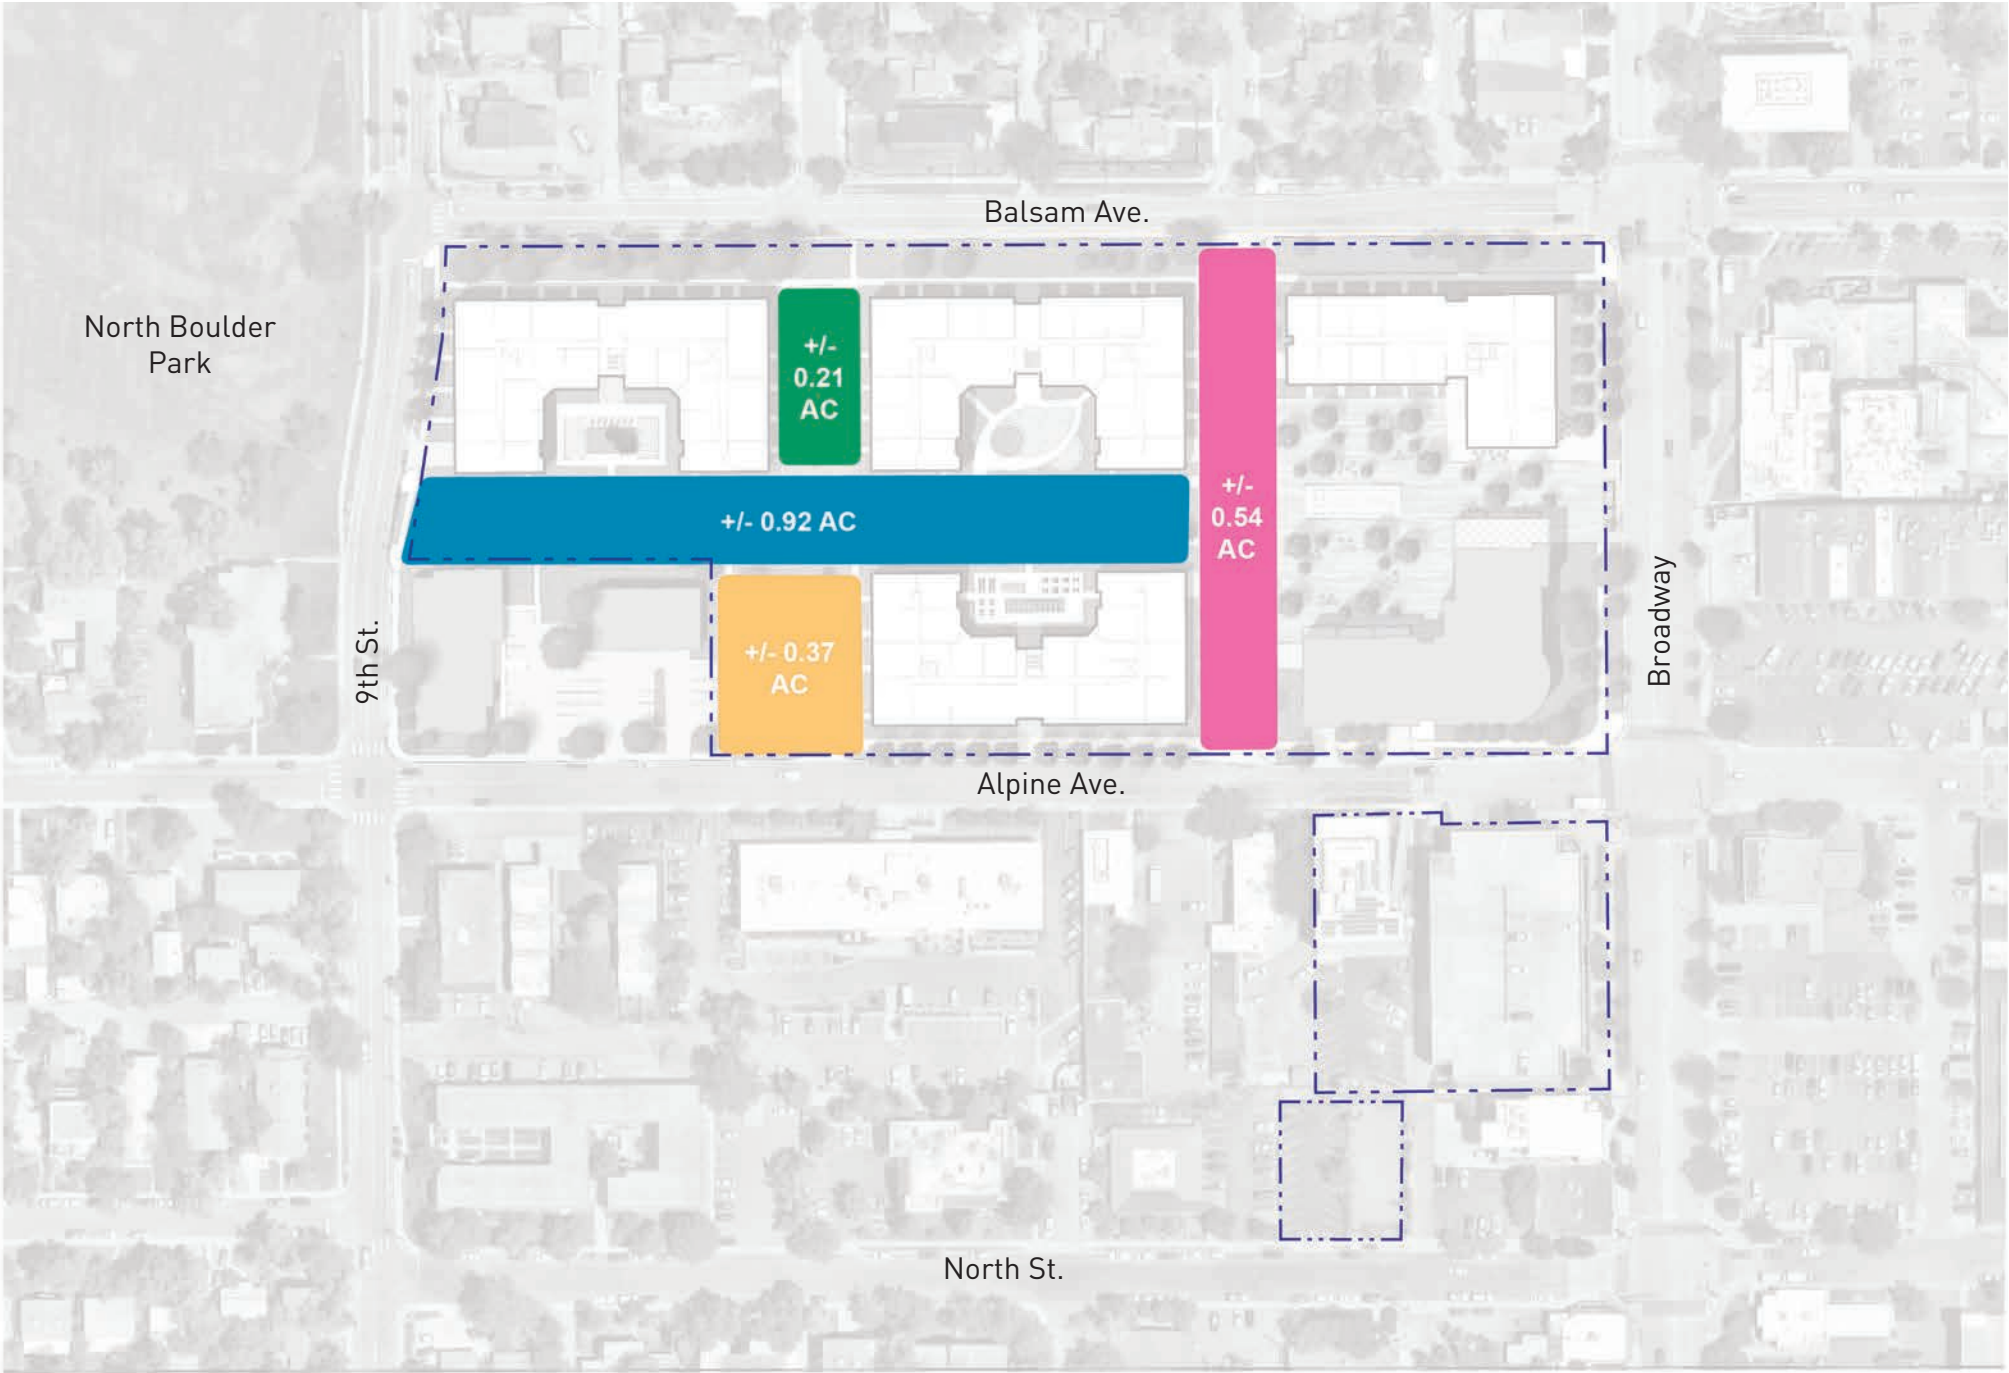 Balsam Ave.
North Boulder
Park
+/-
0.21
AC
+/- 0.92 AC
+/-
0.54
AC
+/- 0.37
AC
9th St.
Broadway
Alpine Ave.
North St.